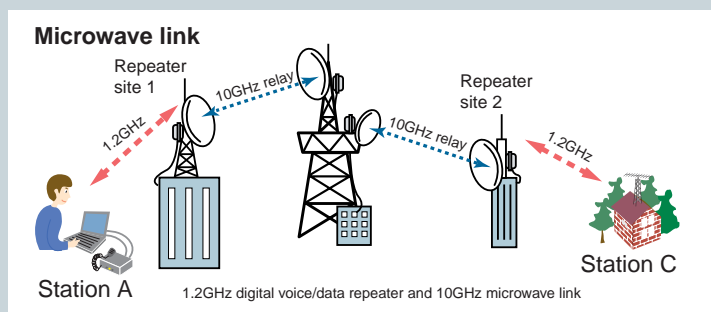 Microwave link
Repeater
site 1
10GHz relay
1.2GHz
Repeater
site 2
10GHz relay
1.2GHz
Station A
Station C
1.2GHz digital voice/data repeater and 10GHz microwave link